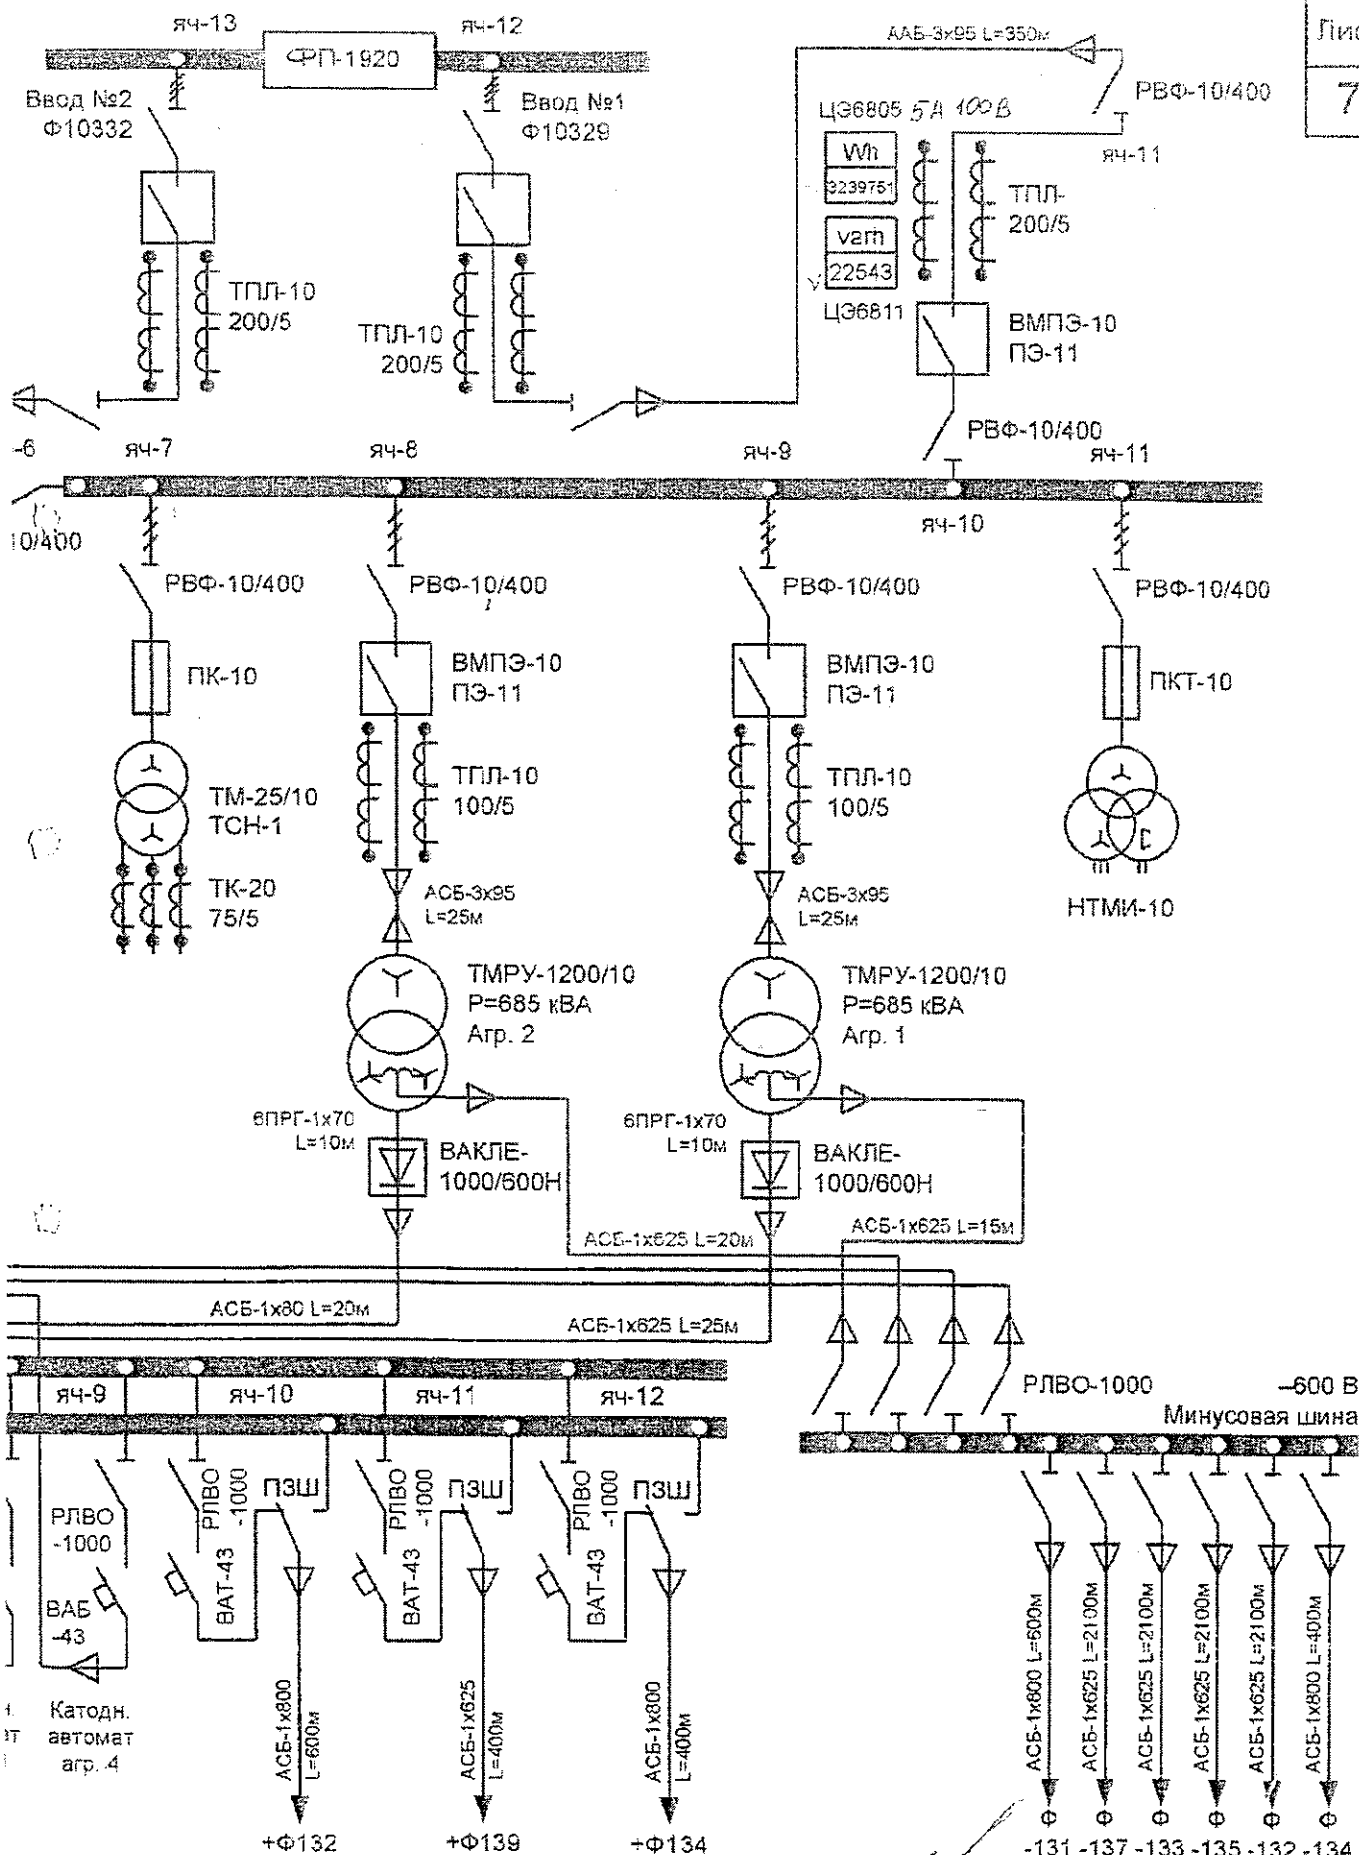 яч-13
яч-12
ФП-1920
Ввод №2
Ф10332
Ввод №1
Ф10329
ААБ-3х95 L=350м
РВФ-10/400
7
яч-11
ЦЭ6805 5А 100В
Wh
3239751
varh
22543
ЦЭ6811
ТПЛ-
200/5
ТПЛ-10
200/5
ТПЛ-10
200/5
ВМПЭ-10
ПЭ-11
РВФ-10/400
-6
яч-7
яч-8
яч-9
яч-11
яч-10
10/400
РВФ-10/400
РВФ-10/400
РВФ-10/400
РВФ-10/400
ПК-10
ВМПЭ-10
ПЭ-11
ВМПЭ-10
ПЭ-11
ПКТ-10
ТМ-25/10
ТСН-1
ТПЛ-10
100/5
ТПЛ-10
100/5
ТК-20
75/5
АСБ-3х95
L=25м
АСБ-3х95
L=25м
НТМИ-10
ТМРУ-1200/10
Р=685 кВА
Агр. 2
ТМРУ-1200/10
Р=685 кВА
Агр. 1
6ПРГ-1х70
L=10м
6ПРГ-1х70
L=10м
ВАКЛЕ-
1000/600Н
ВАКЛЕ-
1000/600Н
АСБ-1х625 L=20м
АСБ-1х625 L=15м
АСБ-1х80 L=20м
АСБ-1х625 L=25м
яч-9
яч-10
яч-11
яч-12
РЛВО-1000
–600 В
Минусовая шина
РЛВО
-1000
РЛВО
-1000
ПЗШ
РЛВО
-1000
ПЗШ
РЛВО
-1000
ПЗШ
ВАБ
-43
ВАТ-43
ВАТ-43
ВАТ-43
Катодн.
автомат
агр. 4
АСБ-1х800
L=600м
АСБ-1х625
L=400м
АСБ-1х800
L=400м
АСБ-1х800 L=600м
АСБ-1х625 L=2100м
АСБ-1х625 L=2100м
АСБ-1х625 L=2100м
АСБ-1х625 L=2100м
АСБ-1х800 L=400м
+Ф132
+Ф139
+Ф134
Ф Ф Ф Ф Ф Ф
-131 -137 -133 -135 -132 -134